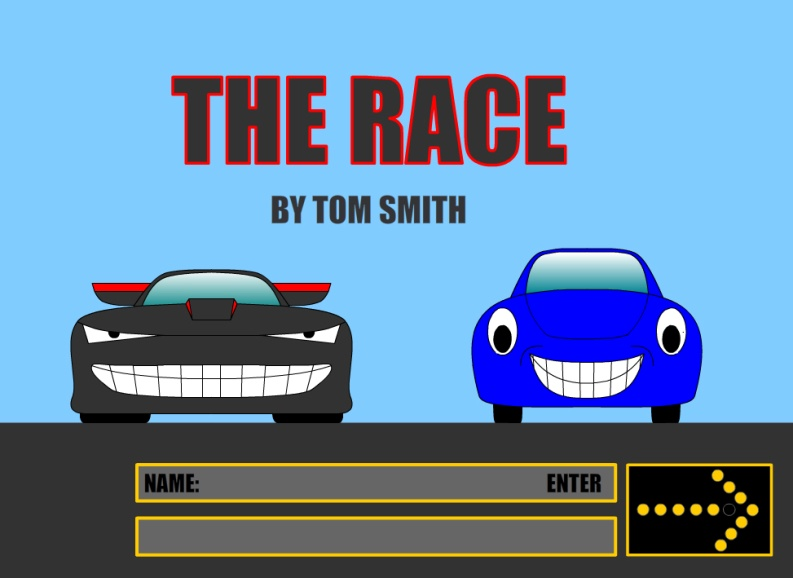 THE RACE
BY TOM SMITH
NAME: ENTER